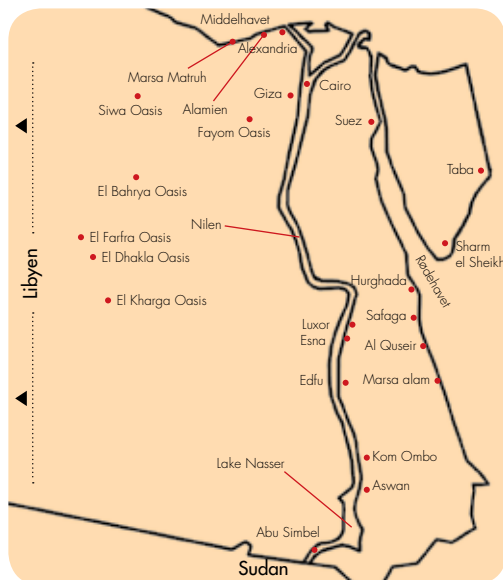 Middelhavet
Alexandria
Marsa Matruh
Cairo
Giza
Siwa Oasis
Alamien
Fayom Oasis
Suez
Taba
El Bahrya Oasis
Nilen
El Farfra Oasis
Sharm
el Sheikh
El Dhakla Oasis
Rødehavet
Libyen
Hurghada
El Kharga Oasis
Safaga
Luxor
Esna
Al Quseir
Edfu
Marsa alam
Kom Ombo
Lake Nasser
Aswan
Abu Simbel
Sudan